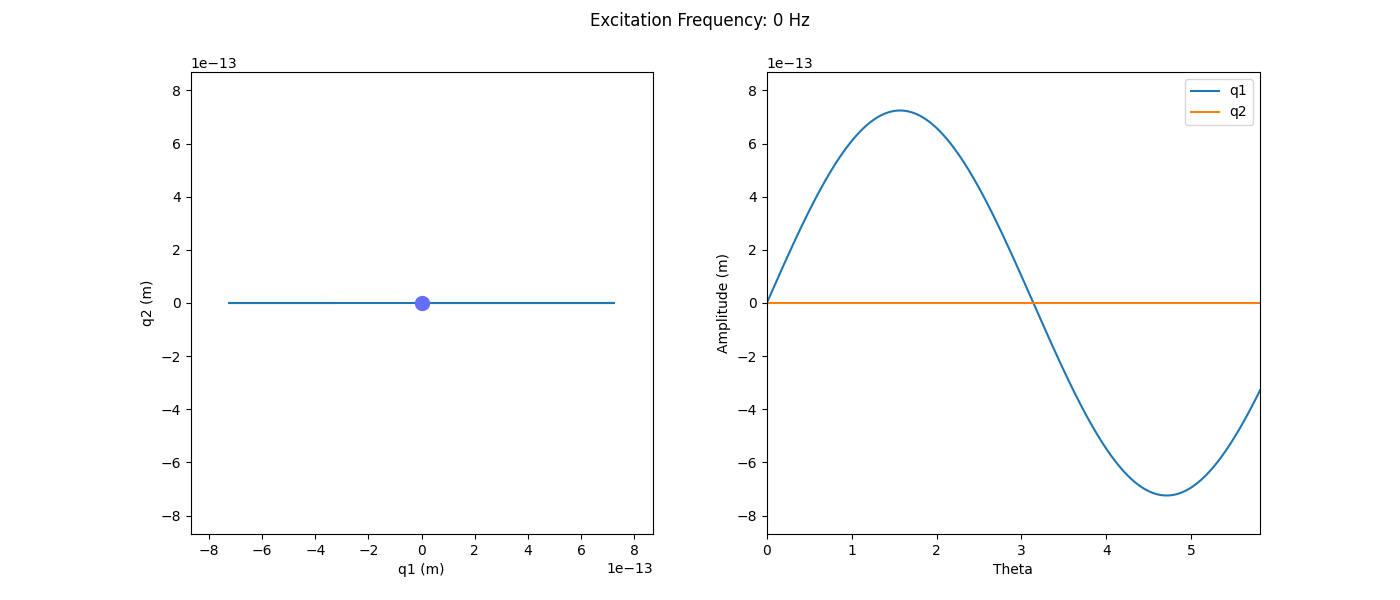 Excitation Frequency: 0 Hz
1e−13
8
6
4
2
0
−2
−4
−6
−8
q2 (m)
−8 −6 −4 −2 0 2 4 6 8
q1 (m)
1e−13
1e−13
8
6
4
2
0
−2
−4
−6
−8
Amplitude (m)
q1
q2
0 1 2 3 4 5
Theta